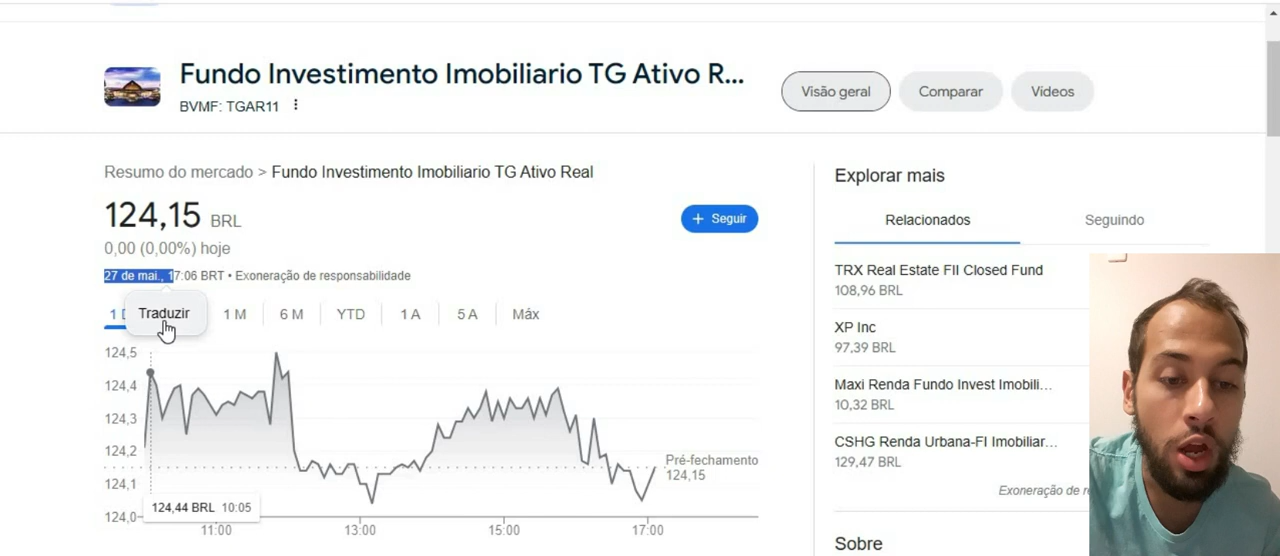 Fundo Investimento Imobiliario TG Ativo R...
BVMF: TGAR11
Visão geral
Comparar
Vídeos
Resumo do mercado > Fundo Investimento Imobiliario TG Ativo Real
124,15 BRL
+ Seguir
0,00 (0,00%) hoje
27 de mai., 17:06 BRT • Exoneração de responsabilidade
1 D
Traduzir
1 M
6 M
YTD
1 A
5 A
Máx
124,5
124,4
124,3
124,2
124,1
124,0
Pré-fechamento
124,15
124,44 BRL 10:05
11:00
13:00
15:00
17:00
Explorar mais
Relacionados
Seguindo
TRX Real Estate FII Closed Fund
108,96 BRL
XP Inc
97,39 BRL
Maxi Renda Fundo Invest Imobili...
10,32 BRL
CSHG Renda Urbana-FI Imobiliar...
129,47 BRL
Exoneração de re
Sobre